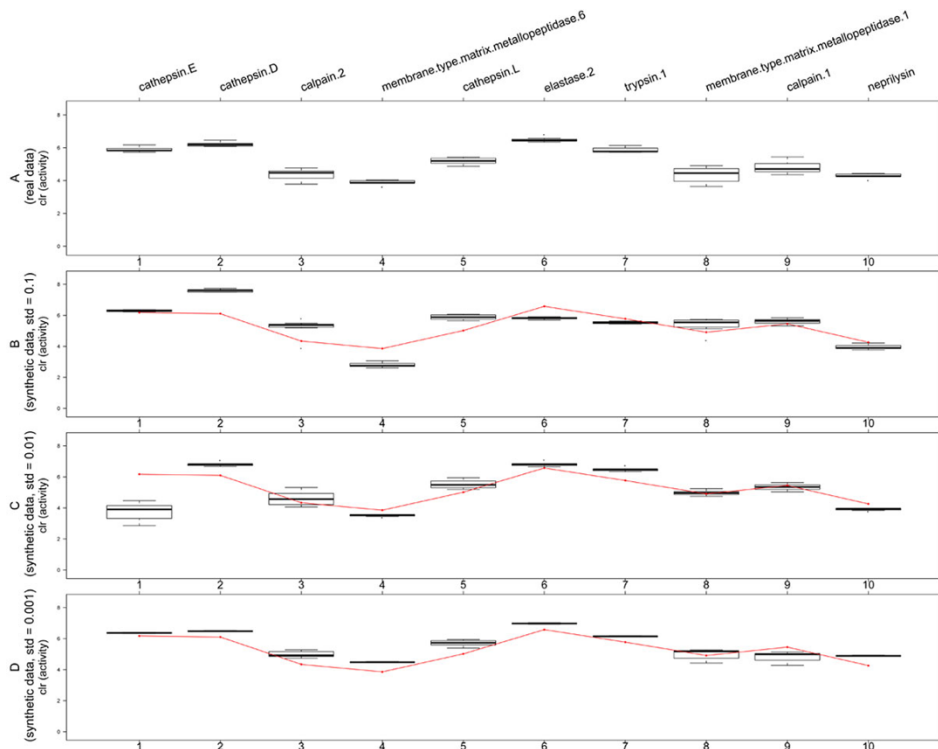 cathepsin.E
cathepsin.D
calpain.2
membrane.type.matrix.metallopeptidase.6
cathepsin.L
elastase.2
trypsin.1
membrane.type.matrix.metallopeptidase.1
calpain.1
neprilysin
A
(real data)
clr (activity)
8
6
4
2
0
1 2 3 4 5 6 7 8 9 10
B
(synthetic data, std = 0.1)
clr (activity)
8
6
4
2
0
1 2 3 4 5 6 7 8 9 10
C
(synthetic data, std = 0.01)
clr (activity)
8
6
4
2
0
1 2 3 4 5 6 7 8 9 10
D
(synthetic data, std = 0.001)
clr (activity)
8
6
4
2
0
1 2 3 4 5 6 7 8 9 10